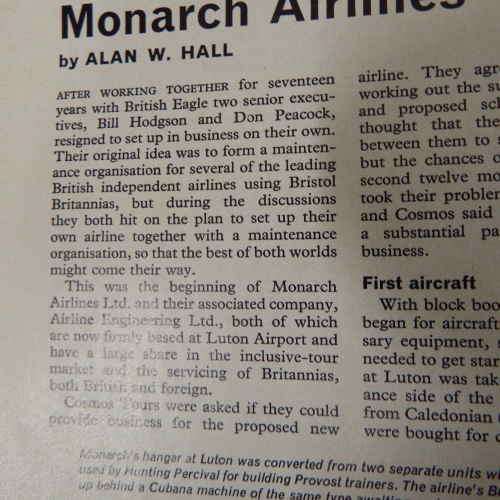 Monarch Airlines
by ALAN W. HALL
AFTER WORKING TOGETHER for seventeen
years with British Eagle two senior execu-
tives, Bill Hodgson and Don Peacock,
resigned to set up in business on their own.
Their original idea was to form a mainten-
ance organisation for several of the leading
British independent airlines using Bristol
Britannias, but during the discussions
they both hit on the plan to set up their
own airline together with a maintenance
organisation, so that the best of both worlds
might come their way.
This was the beginning of Monarch
Airlines Ltd. and their associated company,
Airline Engineering Ltd., both of which
are now firmly based at Luton Airport and
have a large share in the inclusive-tour
market and the servicing of Britannias,
both British and foreign.
Cosmos Tours were asked if they could
provide business for the proposed new
airline. They agr
working out the su
and proposed sch
thought that the
between them to s
but the chances o
second twelve mo
took their problem
and Cosmos said
a substantial pa
business.
First aircraft
With block boo
began for aircraft
sary equipment, s
needed to get star
at Luton was tak
ance side of the
from Caledonian
were bought for c
Monarch's hangar at Luton was converted from two separate units w
used by Hunting Percival for building Provost trainers. The airline's B
up behind a Cubana machine of the same type